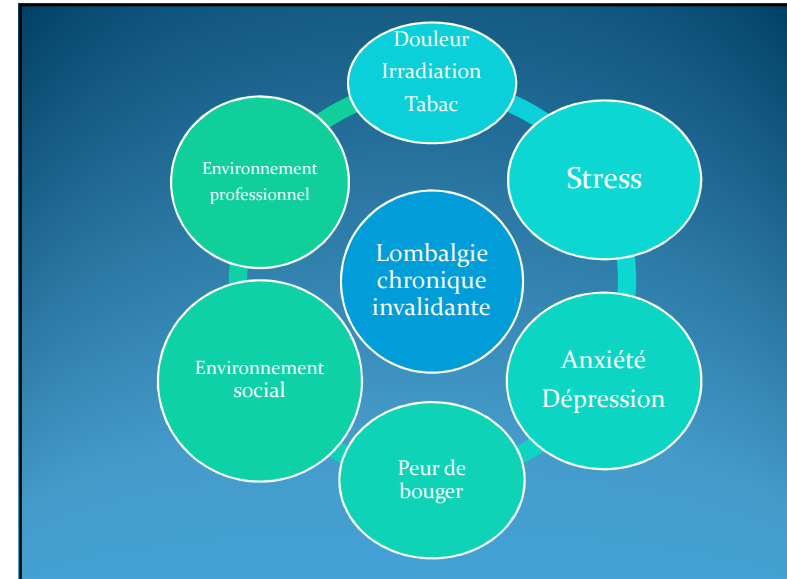 Douleur
Irradiation
Tabac
Stress
Anxiété
Dépression
Peur de
bouger
Environnement
social
Environnement
professionnel
Lombalgie
chronique
invalidante